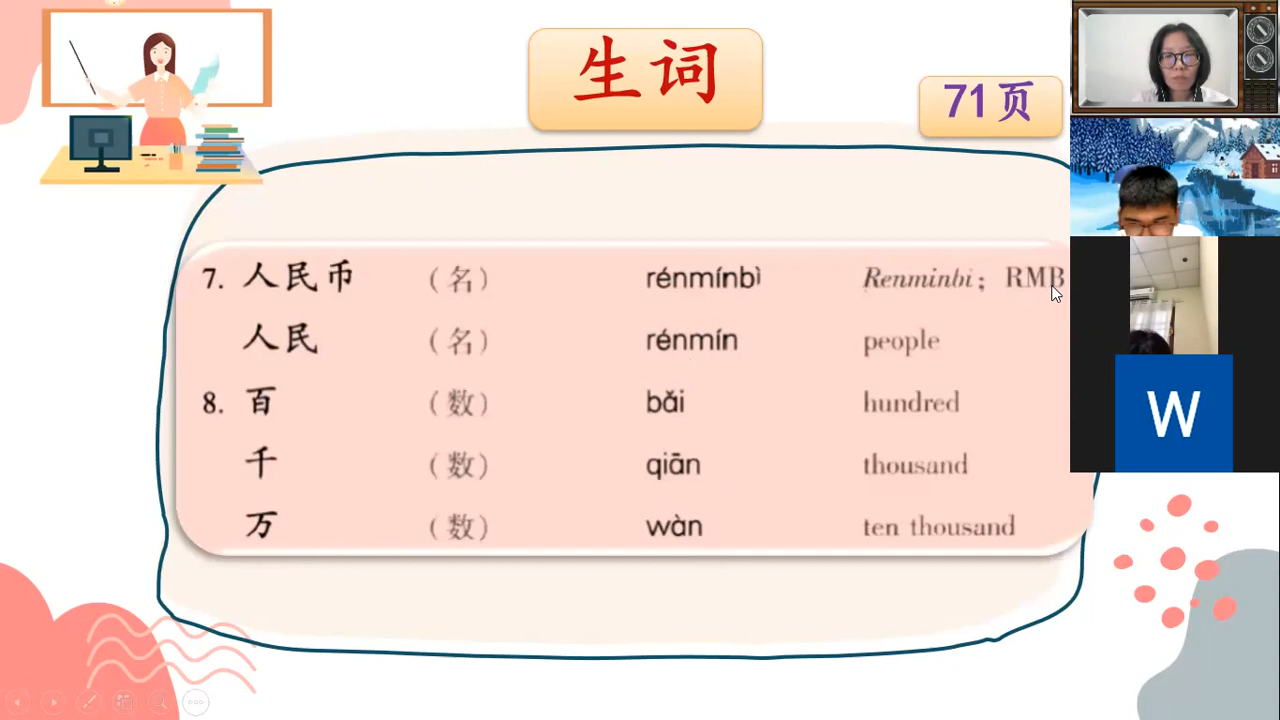 生词
71页
7. 人民币 （名） rénmínbì Renminbi; RMB
人民 （名） rénmín people
8. 百 （数） bǎi hundred
千 （数） qiān thousand
万 （数） wàn ten thousand
W